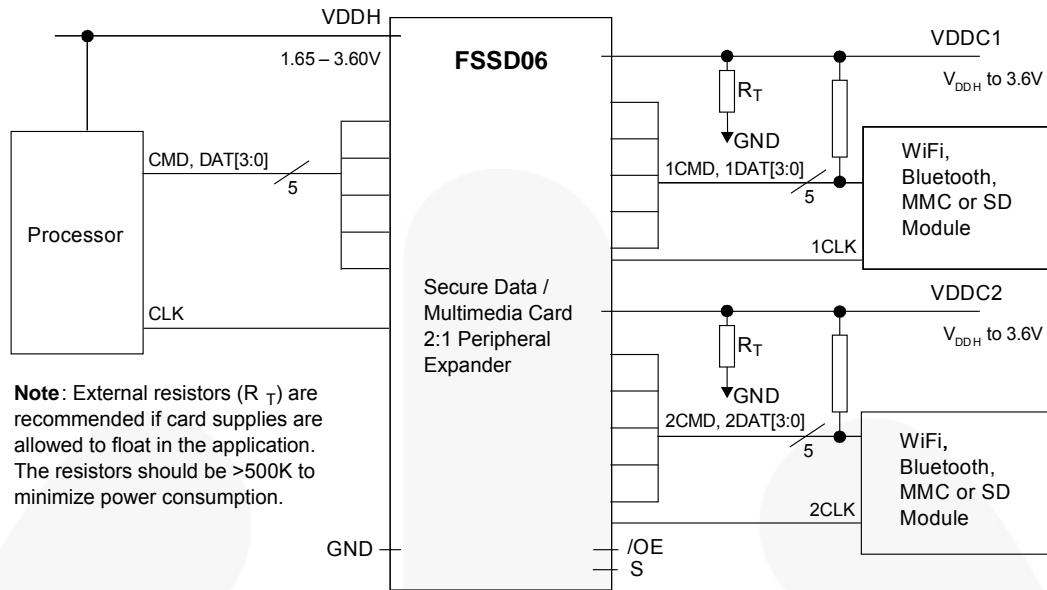 VDDH
1.65 – 3.60V
FSSD06
VDDC1
V_DDH to 3.6V
R_T
GND
CMD, DAT[3:0]
5
1CMD, 1DAT[3:0]
5
WiFi,
Bluetooth,
MMC or SD
Module
Processor
1CLK
CLK
Secure Data /
Multimedia Card
2:1 Peripheral
Expander
VDDC2
V_DDH to 3.6V
R_T
GND
2CMD, 2DAT[3:0]
5
WiFi,
Bluetooth,
MMC or SD
Module
2CLK
Note: External resistors (R_T) are
recommended if card supplies are
allowed to float in the application.
The resistors should be >500K to
minimize power consumption.
GND
/OE
S